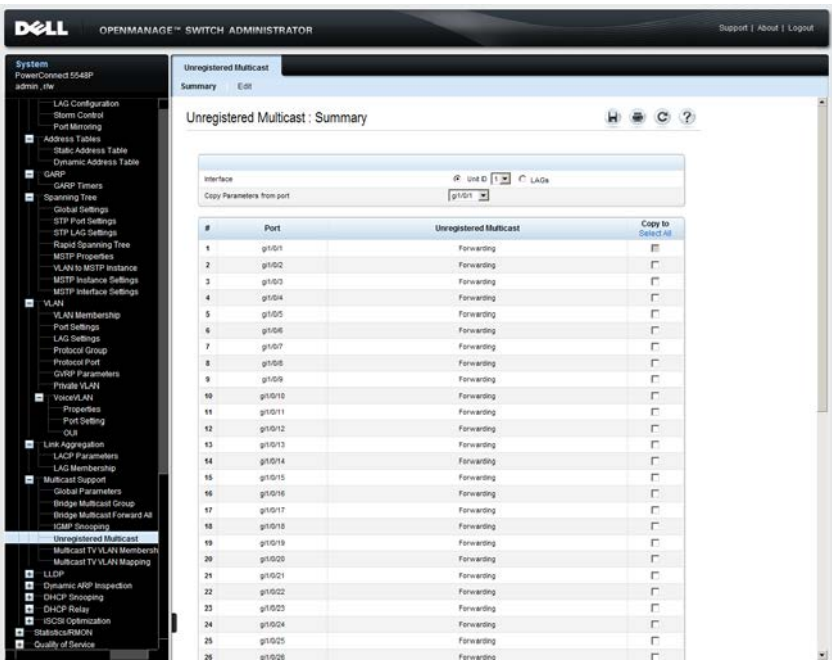 DELL OPENMANAGE™ SWITCH ADMINISTRATOR Support | About | Logout
System
PowerConnect 5548P
admin , r/w
LAG Configuration
Storm Control
Port Mirroring
Address Tables
Static Address Table
Dynamic Address Table
GARP
GARP Timers
Spanning Tree
Global Settings
STP Port Settings
STP LAG Settings
Rapid Spanning Tree
MSTP Properties
VLAN to MSTP Instance
MSTP Instance Settings
MSTP Interface Settings
VLAN
VLAN Membership
Port Settings
LAG Settings
Protocol Group
Protocol Port
GVRP Parameters
Private VLAN
VoiceVLAN
Properties
Port Setting
OUI
Link Aggregation
LACP Parameters
LAG Membership
Multicast Support
Global Parameters
Bridge Multicast Group
Bridge Multicast Forward All
IGMP Snooping
Unregistered Multicast
Multicast TV VLAN Membersh
Multicast TV VLAN Mapping
LLDP
Dynamic ARP Inspection
DHCP Snooping
DHCP Relay
iSCSI Optimization
Statistics/RMON
Quality of Service
Unregistered Multicast
Summary Edit
Unregistered Multicast : Summary
Interface Unit ID 1 LAGs
Copy Parameters from port gi1/0/1
# Port Unregistered Multicast Copy to
Select All
1 gi1/0/1 Forwarding
2 gi1/0/2 Forwarding
3 gi1/0/3 Forwarding
4 gi1/0/4 Forwarding
5 gi1/0/5 Forwarding
6 gi1/0/6 Forwarding
7 gi1/0/7 Forwarding
8 gi1/0/8 Forwarding
9 gi1/0/9 Forwarding
10 gi1/0/10 Forwarding
11 gi1/0/11 Forwarding
12 gi1/0/12 Forwarding
13 gi1/0/13 Forwarding
14 gi1/0/14 Forwarding
15 gi1/0/15 Forwarding
16 gi1/0/16 Forwarding
17 gi1/0/17 Forwarding
18 gi1/0/18 Forwarding
19 gi1/0/19 Forwarding
20 gi1/0/20 Forwarding
21 gi1/0/21 Forwarding
22 gi1/0/22 Forwarding
23 gi1/0/23 Forwarding
24 gi1/0/24 Forwarding
25 gi1/0/25 Forwarding
26 gi1/0/26 Forwarding